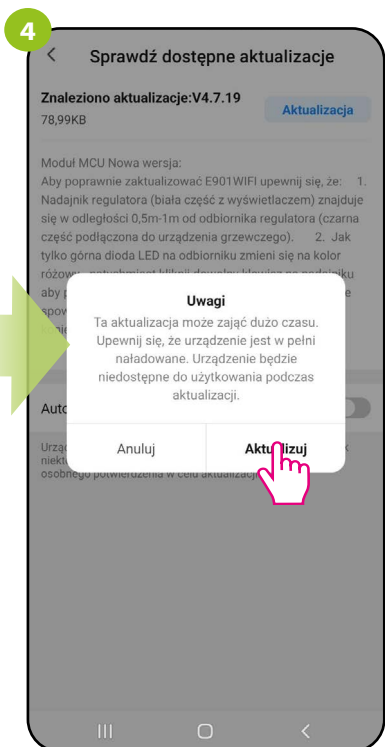 4
Sprawdź dostępne aktualizacje
Znaleziono aktualizacje:V4.7.19
78,99KB
Aktualizacja
Moduł MCU Nowa wersja:
Aby poprawnie zaktualizować E901WIFI upewnij się, że: 1.
Nadajnik regulatora (biała część z wyświetlaczem) znajduje
się w odległości 0,5m-1m od odbiornika regulatora (czarna
część podłączona do urządzenia grzewczego). 2. Jak
tylko górna dioda LED na odbiorniku zmieni się na kolor
aby
Uwagi
Ta aktualizacja może zająć dużo czasu.
Upewnij się, że urządzenie jest w pełni
naładowane. Urządzenie będzie
niedostępne do użytkowania podczas
aktualizacji.
Anuluj
Aktualizuj
osobnego potwierdzenia w celu